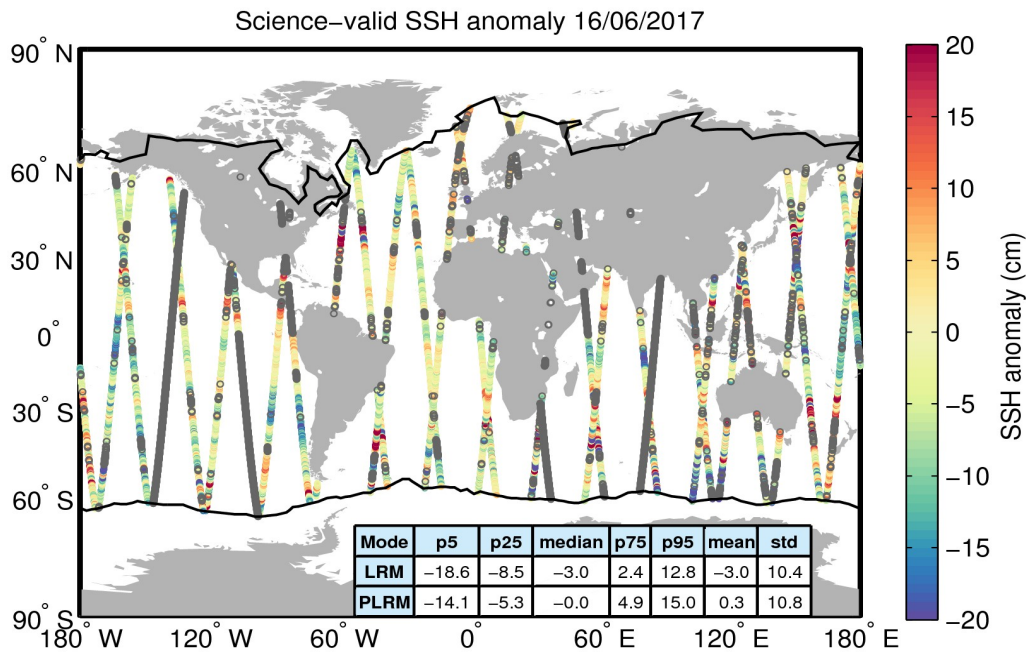 Science−valid SSH anomaly 16/06/2017
90° N
60° N
30° N
0°
30° S
60° S
90° S
180° W
120° W
60° W
0°
60° E
120° E
180° E
Mode p5 p25 median p75 p95 mean std
LRM −18.6 −8.5 −3.0 2.4 12.8 −3.0 10.4
PLRM −14.1 −5.3 −0.0 4.9 15.0 0.3 10.8
20
15
10
5
0
−5
−10
−15
−20
SSH anomaly (cm)